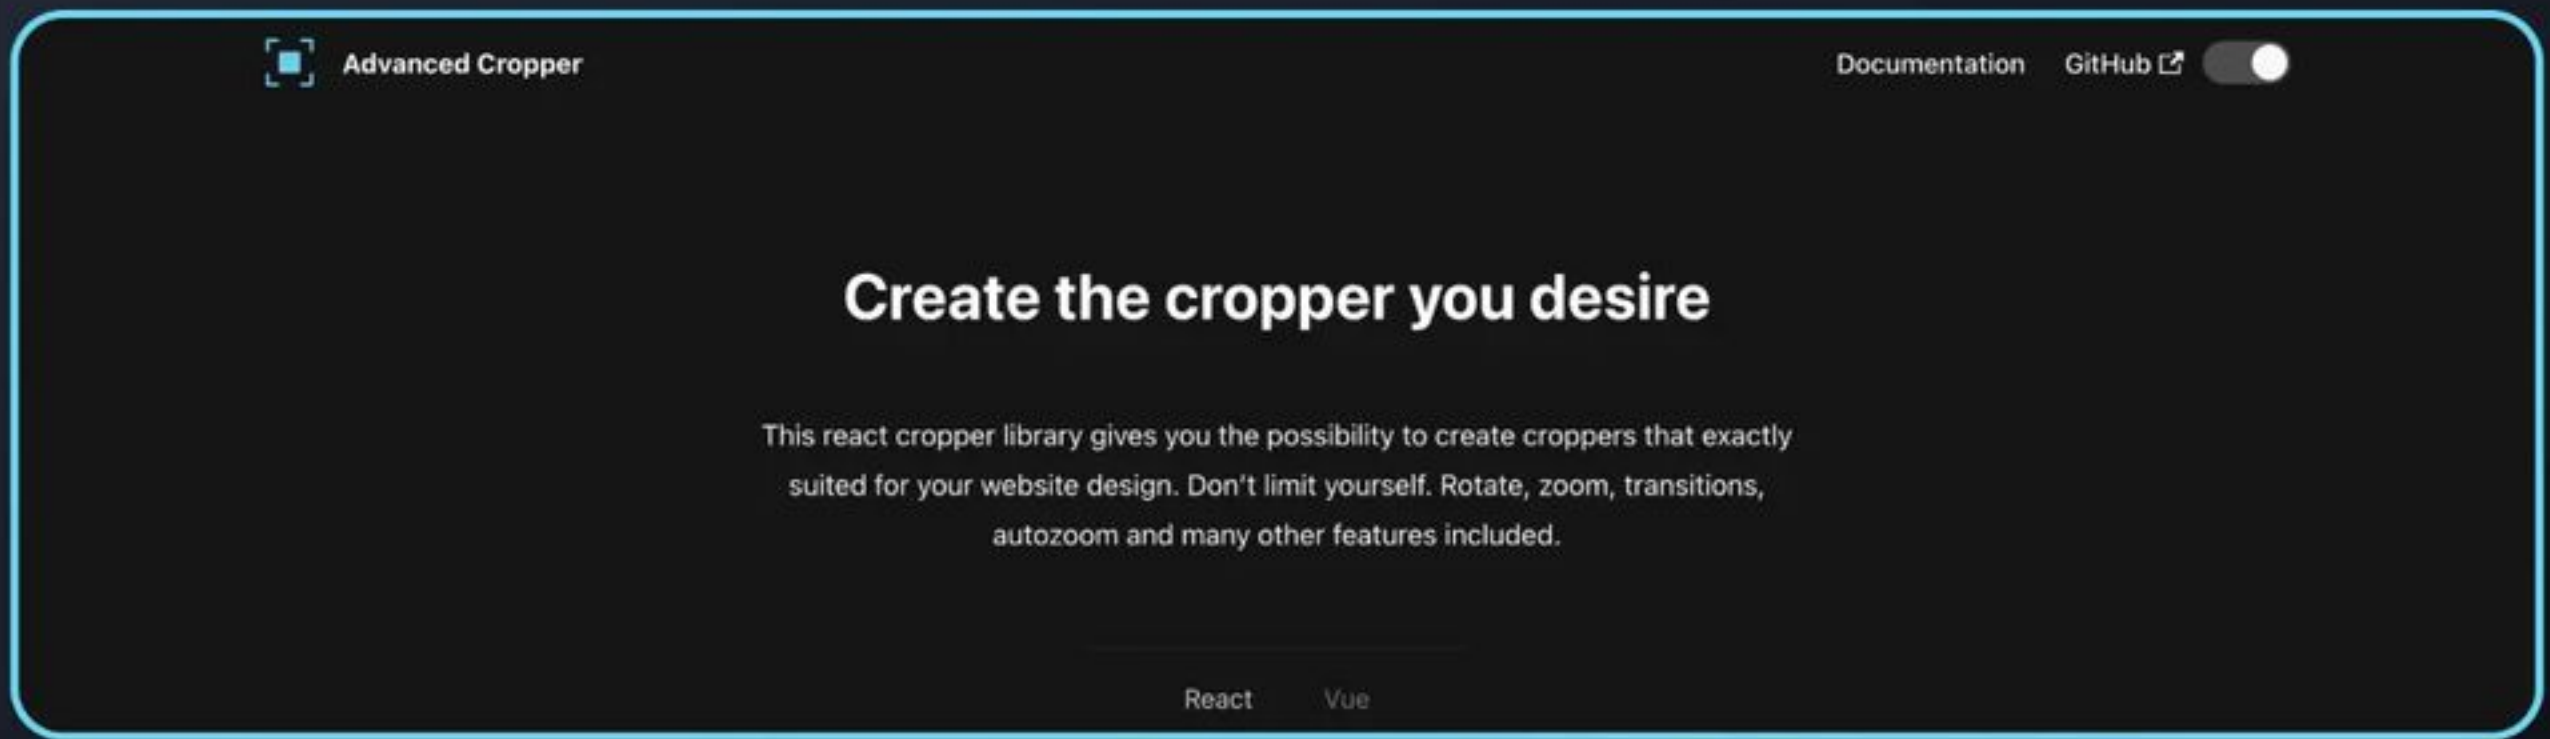 Advanced Cropper
Documentation GitHub
Create the cropper you desire
This react cropper library gives you the possibility to create croppers that exactly
suited for your website design. Don't limit yourself. Rotate, zoom, transitions,
autozoom and many other features included.
React Vue